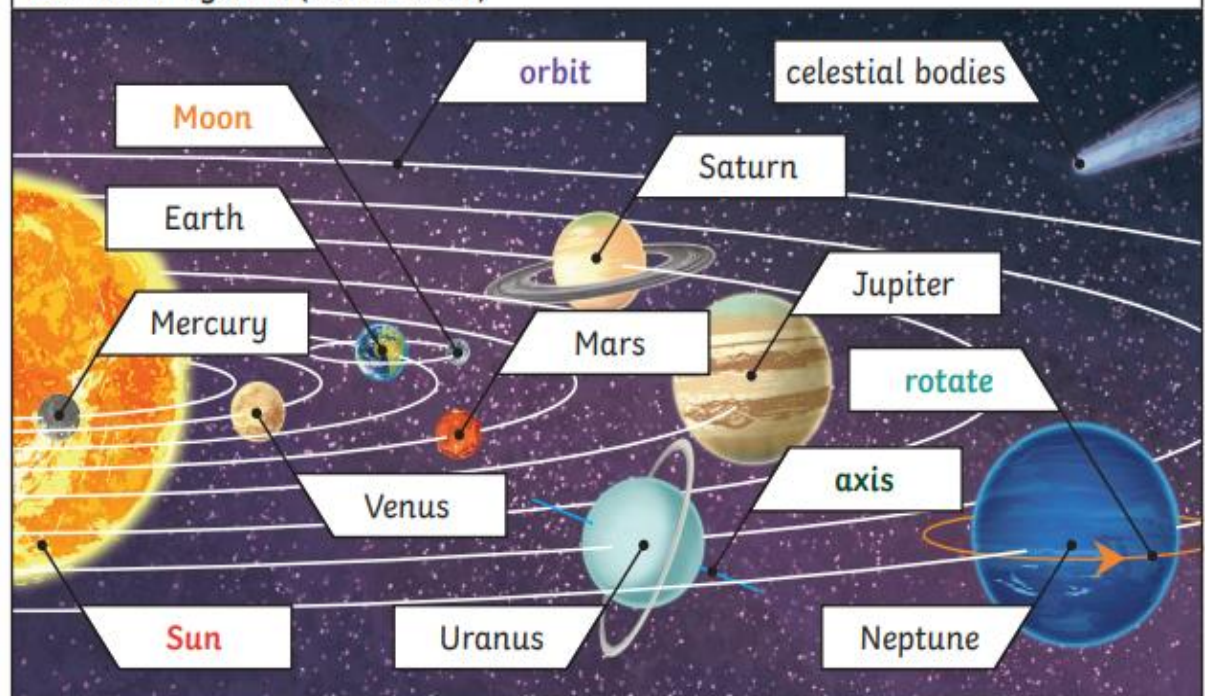 orbit
celestial bodies
Moon
Saturn
Earth
Jupiter
Mercury
Mars
rotate
axis
Venus
Sun
Uranus
Neptune